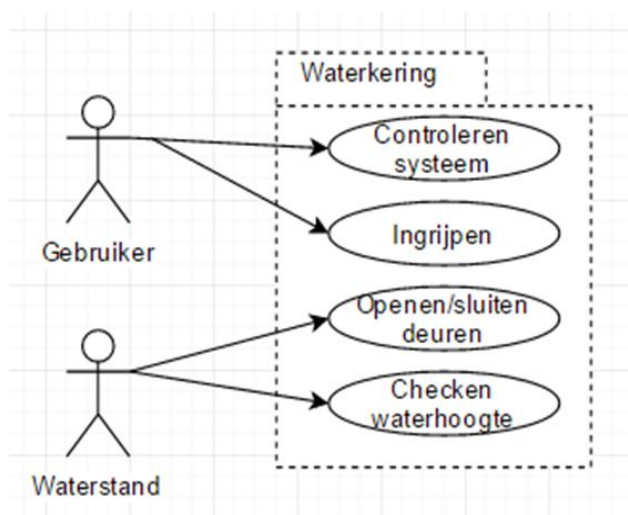 Waterkering
Controleren
systeem
Ingrijpen
Gebruiker
Openen/sluiten
deuren
Checken
waterhoogte
Waterstand